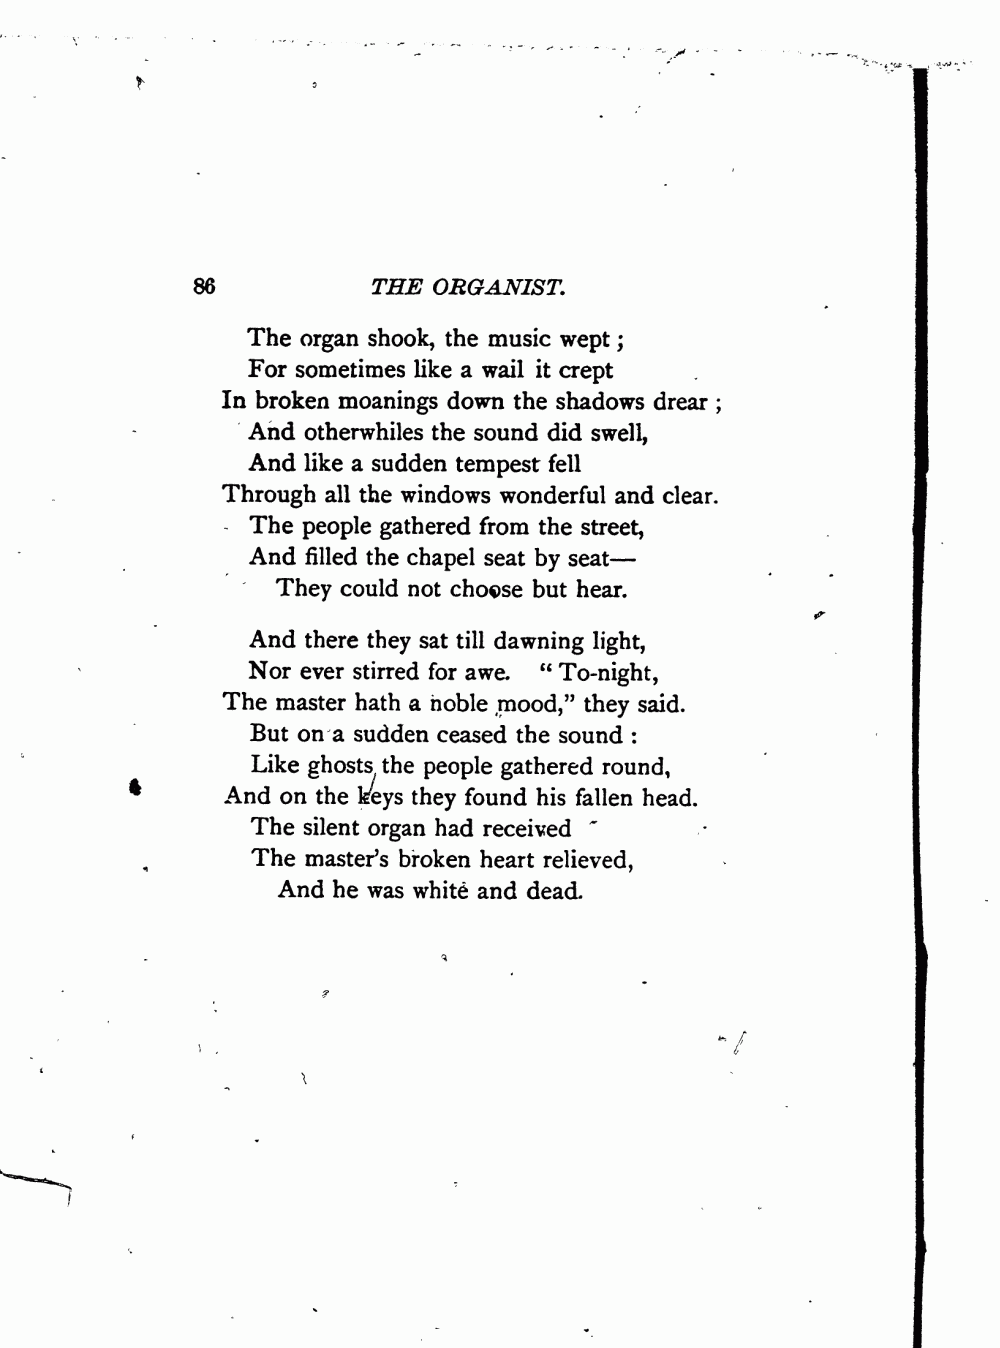 86 THE ORGANIST.
The organ shook, the music wept ;
For sometimes like a wail it crept
In broken moanings down the shadows drear ;
And otherwhiles the sound did swell,
And like a sudden tempest fell
Through all the windows wonderful and clear.
The people gathered from the street,
And filled the chapel seat by seat—
They could not choose but hear.
And there they sat till dawning light,
Nor ever stirred for awe. “ To-night,
The master hath a noble mood,” they said.
But on a sudden ceased the sound :
Like ghosts the people gathered round,
And on the keys they found his fallen head.
The silent organ had received
The master’s broken heart relieved,
And he was white and dead.